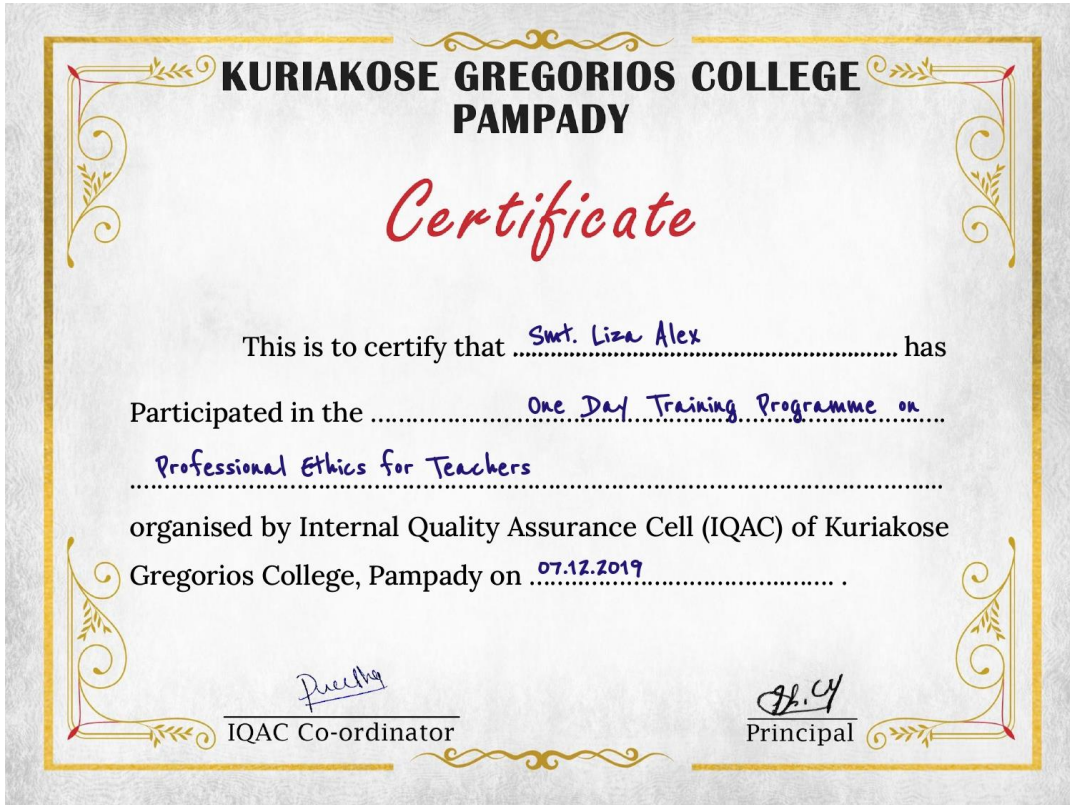 KURIAKOSE GREGORIOS COLLEGE
PAMPADY
Certificate
This is to certify that Smt. Liza Alex has
Participated in the One Day Training Programme on
Professional Ethics for Teachers
organised by Internal Quality Assurance Cell (IQAC) of Kuriakose
Gregorios College, Pampady on 07.12.2019 .
IQAC Co-ordinator
Principal